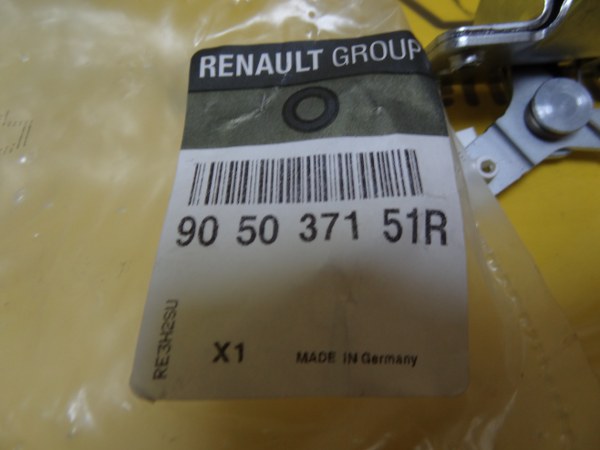 RENAULT GROUP
90 50 371 51R
RE3H2SU
X1
MADE IN Germany